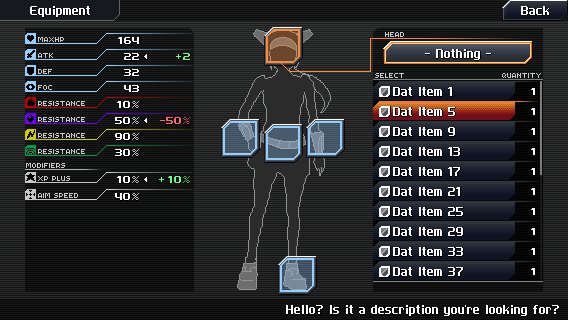 Equipment
Back
MAXHP 164
ATK 22 +2
DEF 32
FOC 43
RESISTANCE 10%
RESISTANCE 50% -50%
RESISTANCE 90%
RESISTANCE 30%
MODIFIERS
XP PLUS 10% +10%
AIM SPEED 40%
HEAD
- Nothing -
SELECT QUANTITY
Dat Item 1 1
Dat Item 5 1
Dat Item 9 1
Dat Item 13 1
Dat Item 17 1
Dat Item 21 1
Dat Item 25 1
Dat Item 29 1
Dat Item 33 1
Dat Item 37 1
Hello? Is it a description you're looking for?